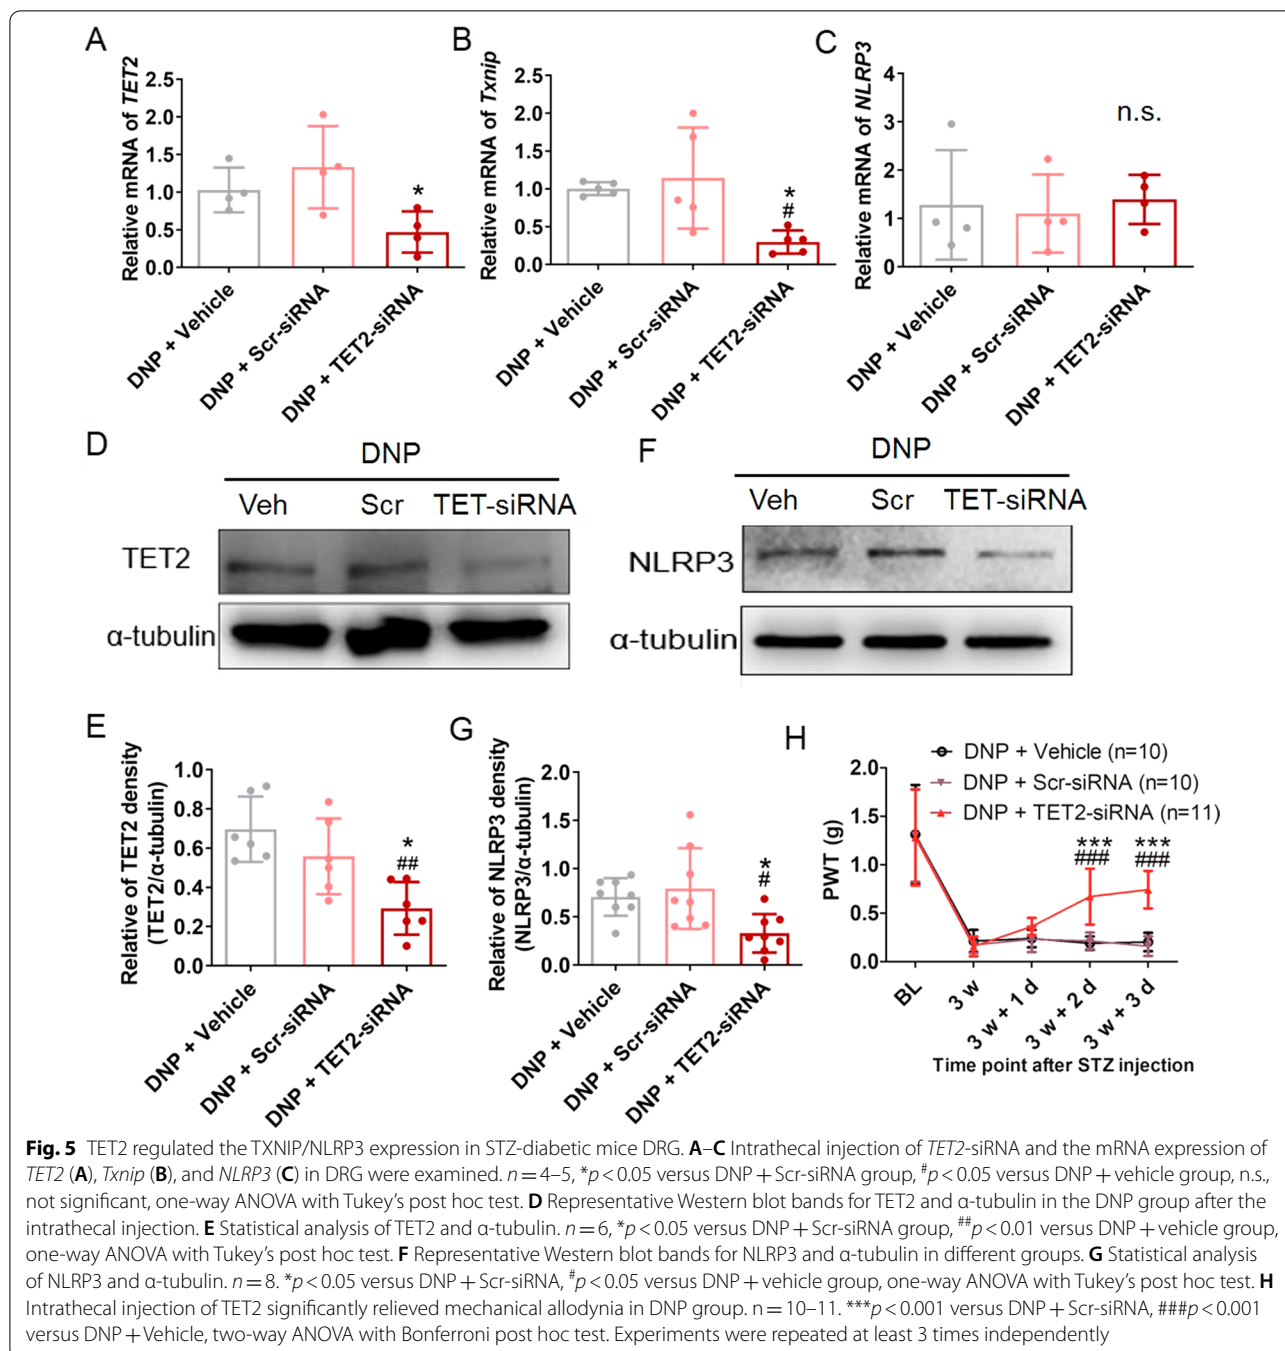 A
Relative mRNA of TET2
2.5
2.0
1.5
1.0
0.5
0.0
*
DNP + Vehicle
DNP + Scr-siRNA
DNP + TET2-siRNA
B
Relative mRNA of Txnip
2.5
2.0
1.5
1.0
0.5
0.0
*
#
DNP + Vehicle
DNP + Scr-siRNA
DNP + TET2-siRNA
C
Relative mRNA of NLRP3
4
3
2
1
0
n.s.
DNP + Vehicle
DNP + Scr-siRNA
DNP + TET2-siRNA
D
DNP
Veh Scr TET-siRNA
TET2
α-tubulin
F
DNP
Veh Scr TET-siRNA
NLRP3
α-tubulin
E
Relative of TET2 density
(TET2/α-tubulin)
1.0
0.8
0.6
0.4
0.2
0.0
*
##
DNP + Vehicle
DNP + Scr-siRNA
DNP + TET2-siRNA
G
Relative of NLRP3 density
(NLRP3/α-tubulin)
2.0
1.5
1.0
0.5
0.0
*
#
DNP + Vehicle
DNP + Scr-siRNA
DNP + TET2-siRNA
H
DNP + Vehicle (n=10)
DNP + Scr-siRNA (n=10)
DNP + TET2-siRNA (n=11)
PWT (g)
2.0
1.5
1.0
0.5
0.0
*** ***
### ###
BL
3 w
3 w + 1 d
3 w + 2 d
3 w + 3 d
Time point after STZ injection
Fig. 5 TET2 regulated the TXNIP/NLRP3 expression in STZ-diabetic mice DRG. A–C Intrathecal injection of TET2-siRNA and the mRNA expression of
TET2 (A), Txnip (B), and NLRP3 (C) in DRG were examined. n = 4–5, *p < 0.05 versus DNP + Scr-siRNA group, #p < 0.05 versus DNP + vehicle group, n.s.,
not significant, one-way ANOVA with Tukey's post hoc test. D Representative Western blot bands for TET2 and α-tubulin in the DNP group after the
intrathecal injection. E Statistical analysis of TET2 and α-tubulin. n = 6, *p < 0.05 versus DNP + Scr-siRNA group, ##p < 0.01 versus DNP + vehicle group,
one-way ANOVA with Tukey's post hoc test. F Representative Western blot bands for NLRP3 and α-tubulin in different groups. G Statistical analysis
of NLRP3 and α-tubulin. n = 8. *p < 0.05 versus DNP + Scr-siRNA, #p < 0.05 versus DNP + vehicle group, one-way ANOVA with Tukey's post hoc test. H
Intrathecal injection of TET2 significantly relieved mechanical allodynia in DNP group. n = 10–11. ***p < 0.001 versus DNP + Scr-siRNA, ###p < 0.001
versus DNP + Vehicle, two-way ANOVA with Bonferroni post hoc test. Experiments were repeated at least 3 times independently